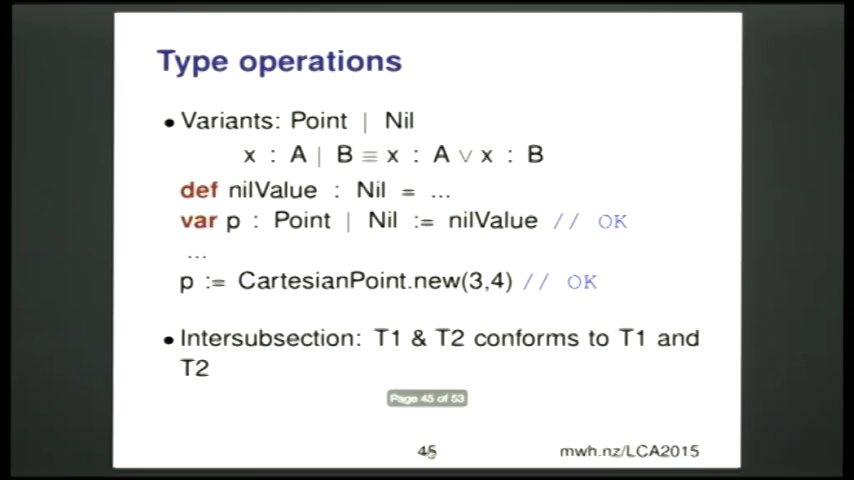 Type operations
• Variants: Point | Nil
x : A | B ≡ x : A ∨ x : B
def nilValue : Nil = ...
var p : Point | Nil := nilValue // OK
...
p := CartesianPoint.new(3,4) // OK
• Intersubsection: T1 & T2 conforms to T1 and
T2
Page 45 of 53
45
mwh.nz/LCA2015